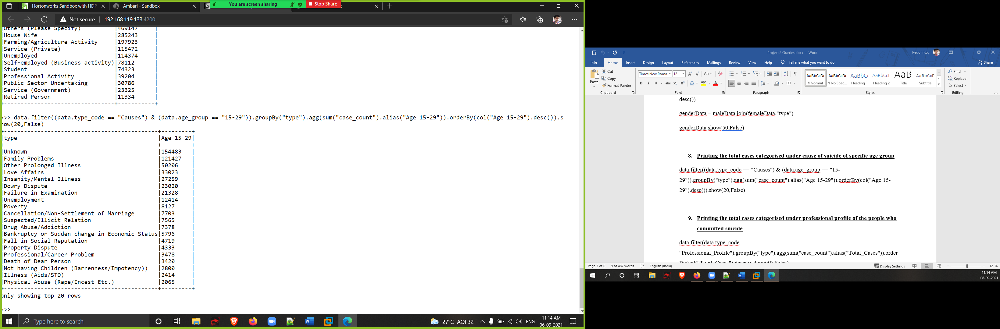 Hortonworks Sandbox with HDP
Ambari - Sandbox
You are screen sharing
Stop Share
Not secure | 192.168.119.133:4200
|Others (Please Specify) |469147 |
|House Wife |285243 |
|Farming/Agriculture Activity |197923 |
|Service (Private) |115472 |
|Unemployed |114374 |
|Self-employed (Business activity)|78112 |
|Student |74323 |
|Professional Activity |39204 |
|Public Sector Undertaking |30786 |
|Service (Government) |23325 |
|Retired Person |11334 |
+----------------------------------+-----------+
>>> data.filter((data.type_code == "Causes") & (data.age_group == "15-29")).groupBy("type").agg(sum("case_count").alias("Age 15-29")).orderBy(col("Age 15-29").desc()).s
how(20,False)
+-----------------------------------------------+---------+
|type |Age 15-29|
+-----------------------------------------------+---------+
|Unknown |154483 |
|Family Problems |121427 |
|Other Prolonged Illness |50206 |
|Love Affairs |33023 |
|Insanity/Mental Illness |27259 |
|Dowry Dispute |23020 |
|Failure in Examination |21328 |
|Unemployment |12414 |
|Poverty |8127 |
|Cancellation/Non-Settlement of Marriage |7703 |
|Suspected/Illicit Relation |7565 |
|Drug Abuse/Addiction |7378 |
|Bankruptcy or Sudden change in Economic Status|5796 |
|Fall in Social Reputation |4719 |
|Property Dispute |4333 |
|Professional/Career Problem |3478 |
|Death of Dear Person |3420 |
|Not having Children (Barrenness/Impotency)) |2800 |
|Illness (Aids/STD) |2414 |
|Physical Abuse (Rape/Incest Etc.) |2065 |
+-----------------------------------------------+---------+
only showing top 20 rows
>>>
Type here to search
27°C AQI 32
ENG
11:14 AM
06-09-2021
Project 2 Queries.docx - Word
Redon Roy
File Home Insert Design Layout References Mailings Review View Help Tell me what you want to do Share
Paste
Cut
Copy
Format Painter
Clipboard
Times New Roma 12
Font
Paragraph
AaBbCcDc AaBbCcDc AaBbCc AaBbCcE AaB AaBbCcD
¶ Normal ¶ No Spac... Heading 1 Heading 2 Title Subtitle
Styles
Find
Replace
Select
Editing
desc())
genderData = maleData.join(femaleData,"type")
genderData.show(50,False)
8. Printing the total cases categorised under cause of suicide of specific age group
data.filter((data.type_code == "Causes") & (data.age_group == "15-
29")).groupBy("type").agg(sum("case_count").alias("Age 15-29")).orderBy(col("Age 15-
29").desc()).show(20,False)
9. Printing the total cases categorised under professional profile of the people who
committed suicide
data.filter(data.type_code ==
"Professional_Profile").groupBy("type").agg(sum("case_count").alias("Total_Cases")).order
By(col("Total_Cases").desc()).show(50,False)
Page 3 of 6 9 of 487 words English (India)
Display Settings
121%
11:14 AM
06-09-2021